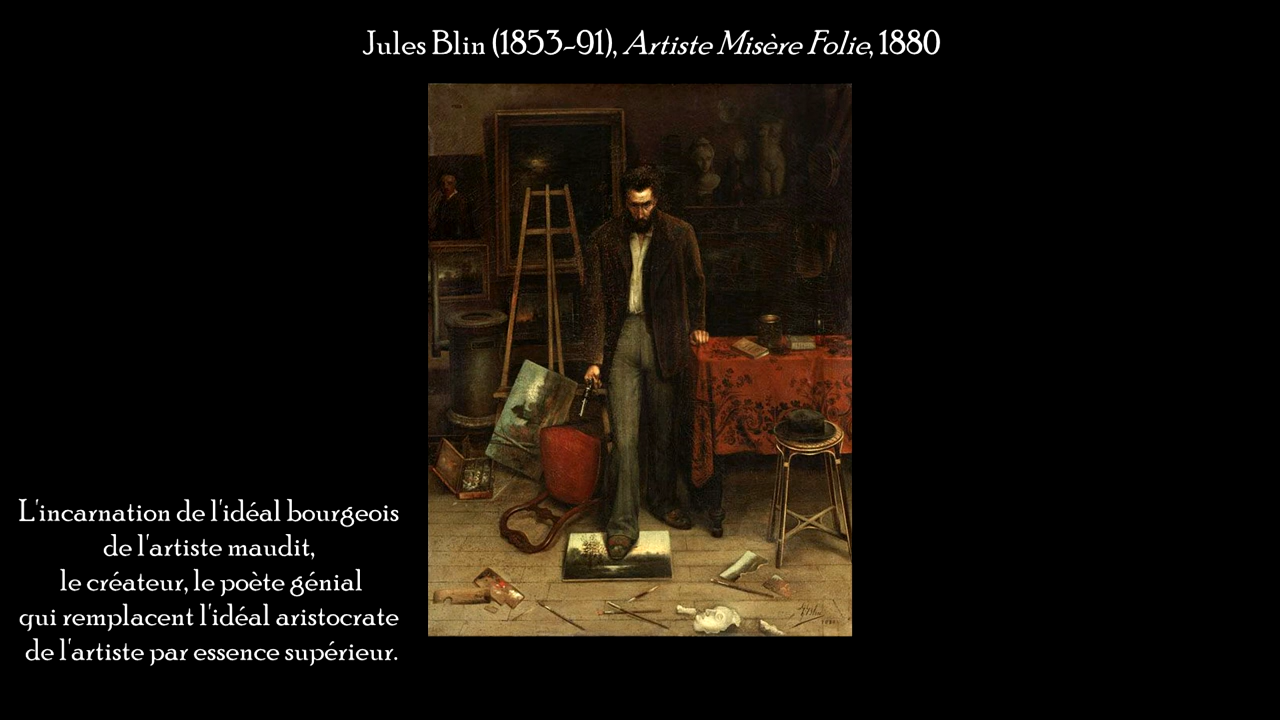 Jules Blin (1853-91), Artiste Misère Folie, 1880
L'incarnation de l'idéal bourgeois
de l'artiste maudit,
le créateur, le poète génial
qui remplacent l'idéal aristocrate
de l'artiste par essence supérieur.